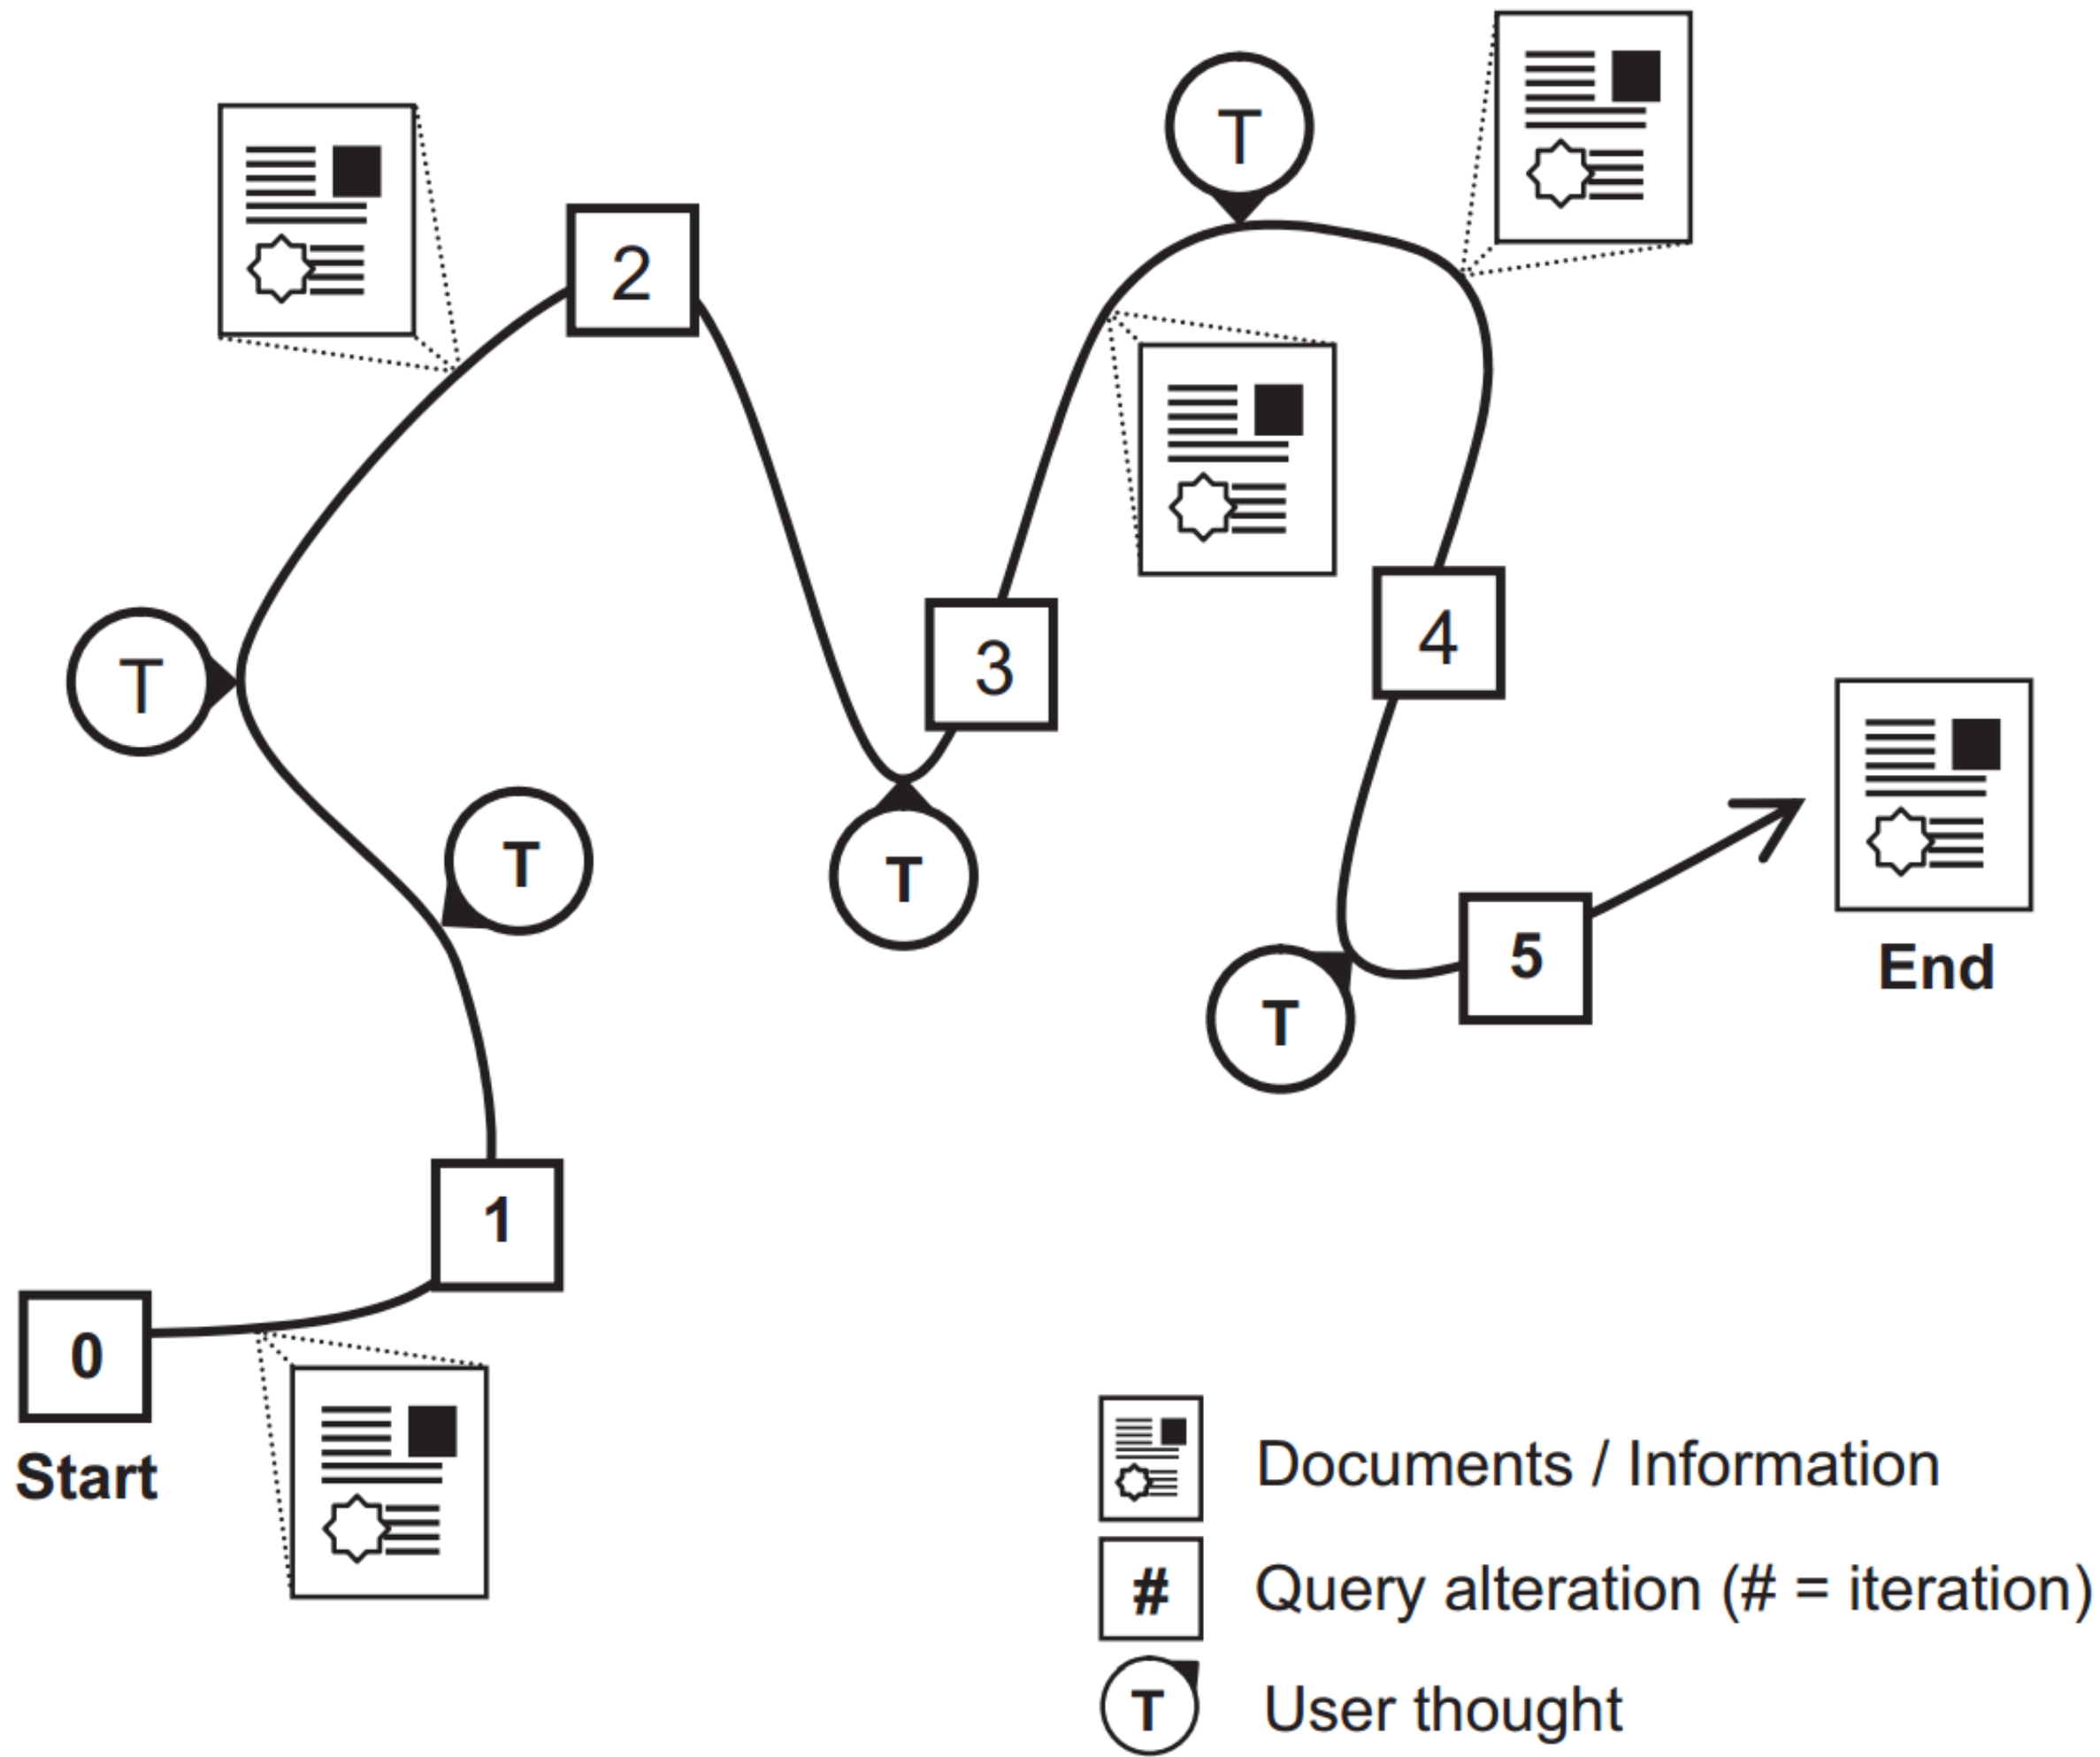 T
2
T
3
4
T
T
T
5
End
1
0
Start
Documents / Information
# Query alteration (# = iteration)
T User thought